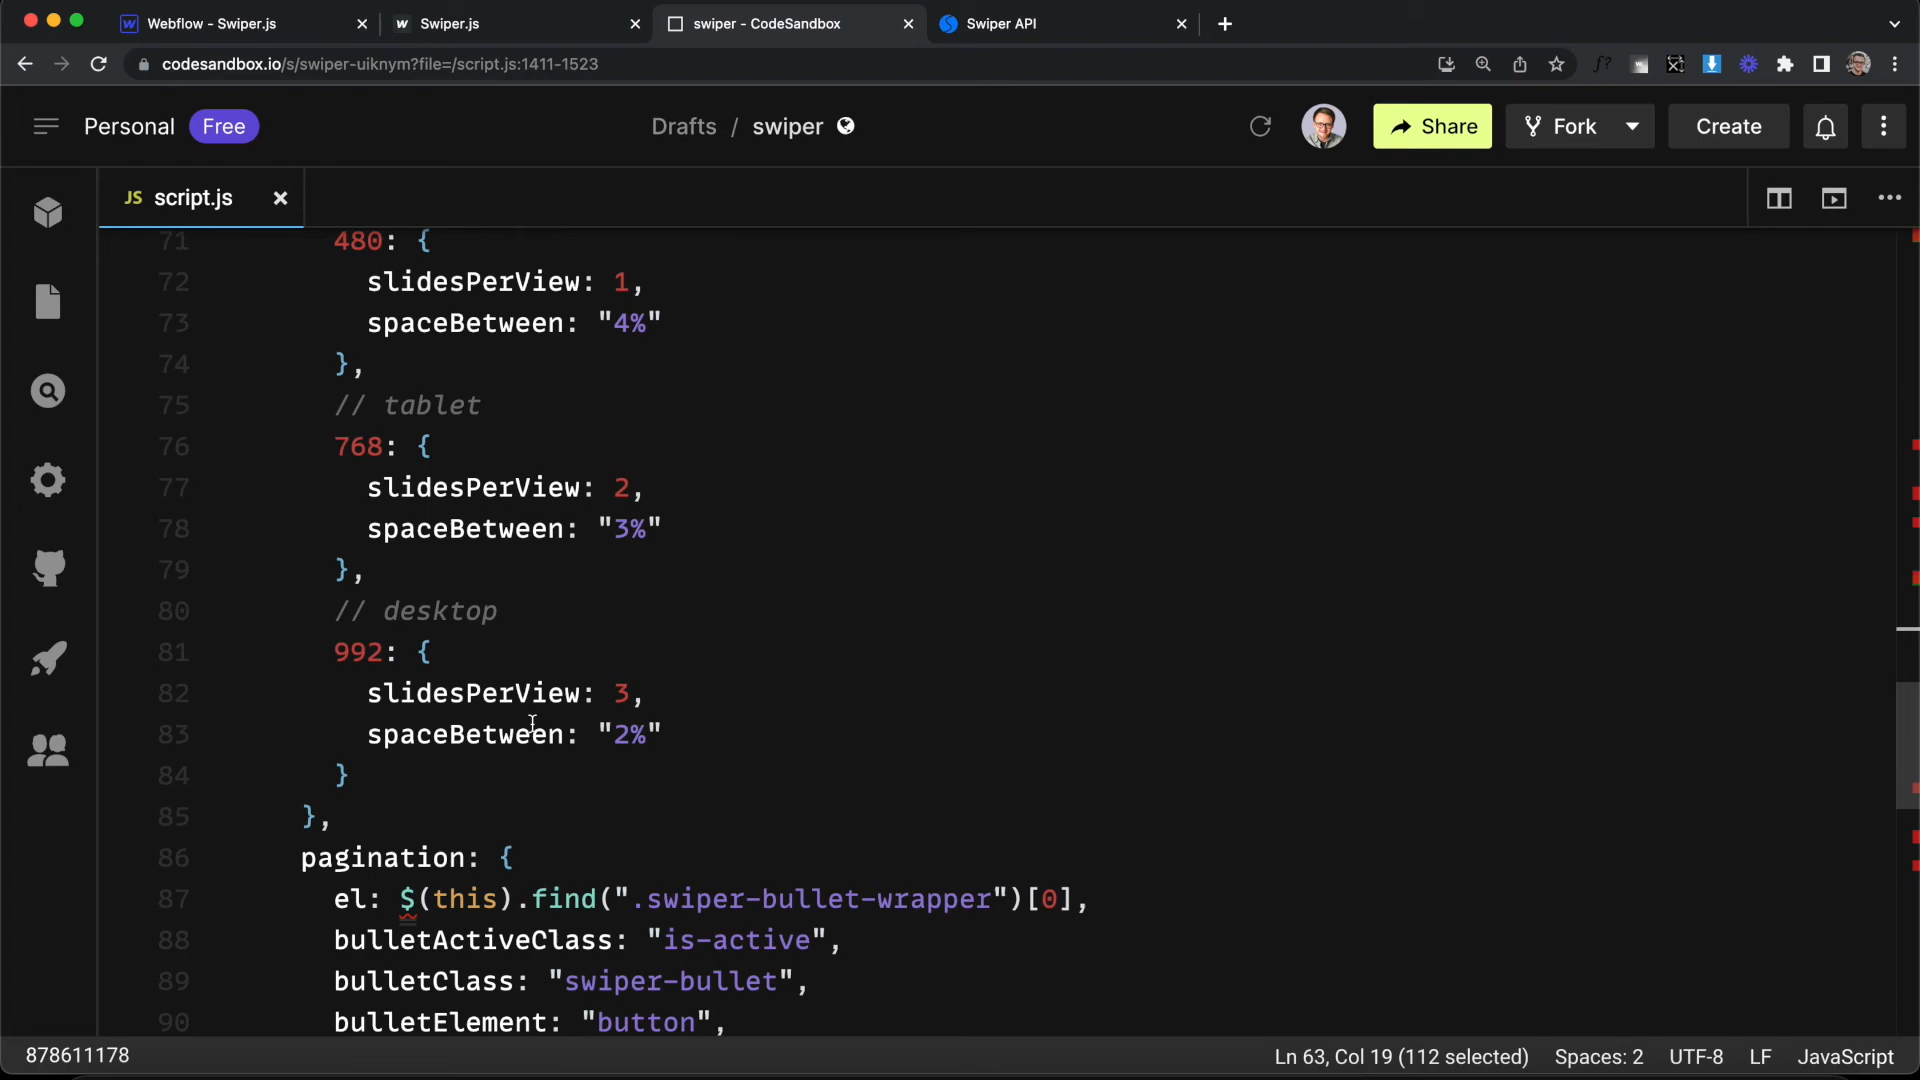 Webflow - Swiper.js
Swiper.js
swiper - CodeSandbox
Swiper API
codesandbox.io/s/swiper-uiknym?file=/script.js:1411-1523
Personal
Free
Drafts / swiper
Share
Fork
Create
JS script.js
71 480: {
72 slidesPerView: 1,
73 spaceBetween: "4%"
74 },
75 // tablet
76 768: {
77 slidesPerView: 2,
78 spaceBetween: "3%"
79 },
80 // desktop
81 992: {
82 slidesPerView: 3,
83 spaceBetween: "2%"
84 }
85 },
86 pagination: {
87 el: $(this).find(".swiper-bullet-wrapper")[0],
88 bulletActiveClass: "is-active",
89 bulletClass: "swiper-bullet",
90 bulletElement: "button",
878611178
Ln 63, Col 19 (112 selected)
Spaces: 2
UTF-8
LF
JavaScript